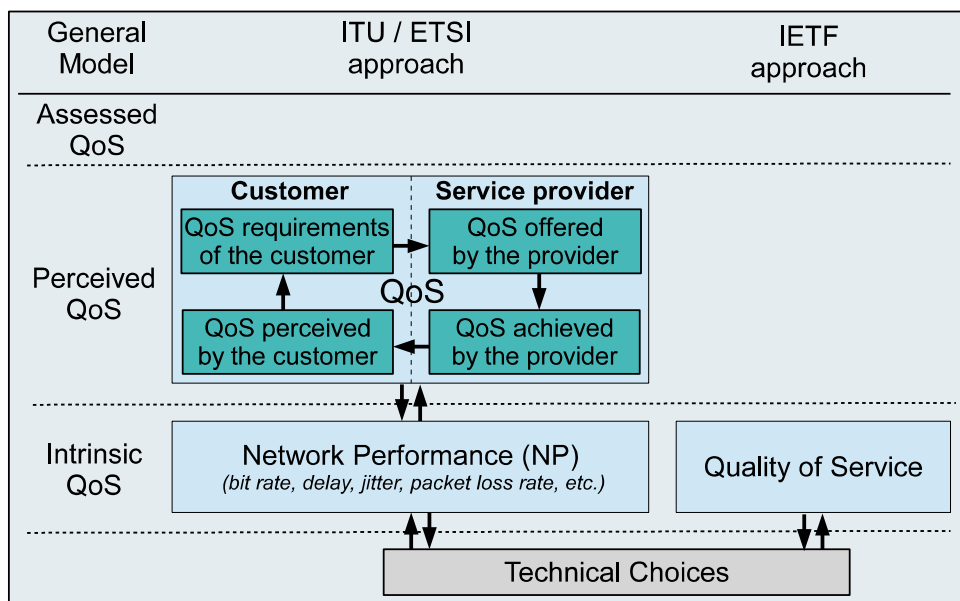 General
Model
ITU / ETSI
approach
IETF
approach
Assessed
QoS
Perceived
QoS
Customer
Service provider
QoS requirements
of the customer
QoS offered
by the provider
QoS
QoS perceived
by the customer
QoS achieved
by the provider
Intrinsic
QoS
Network Performance (NP)
(bit rate, delay, jitter, packet loss rate, etc.)
Quality of Service
Technical Choices